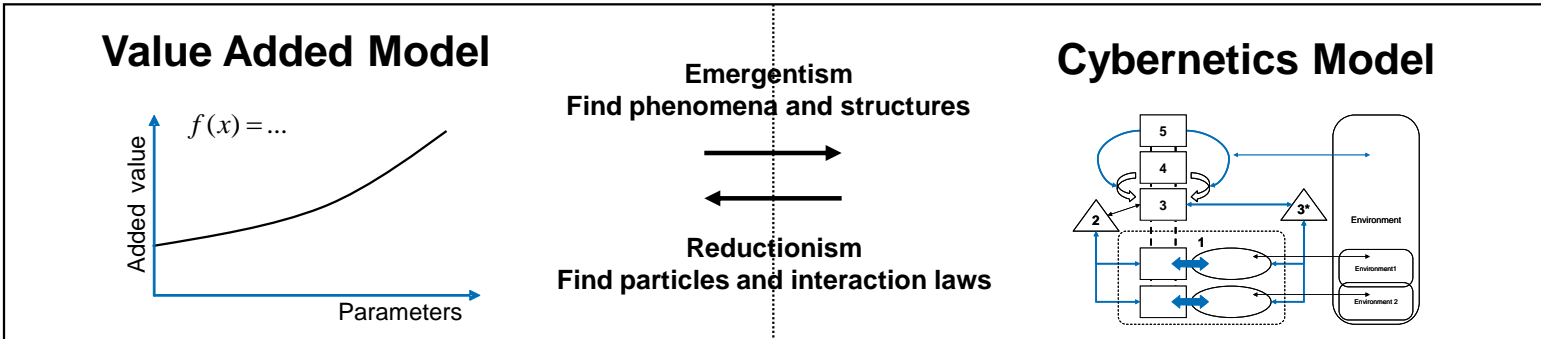 Value Added Model
f(x) = ...
Added value
Parameters
Emergentism
Find phenomena and structures
Reductionism
Find particles and interaction laws
Cybernetics Model
5
4
3
2
3*
1
Environment
Environment1
Environment 2